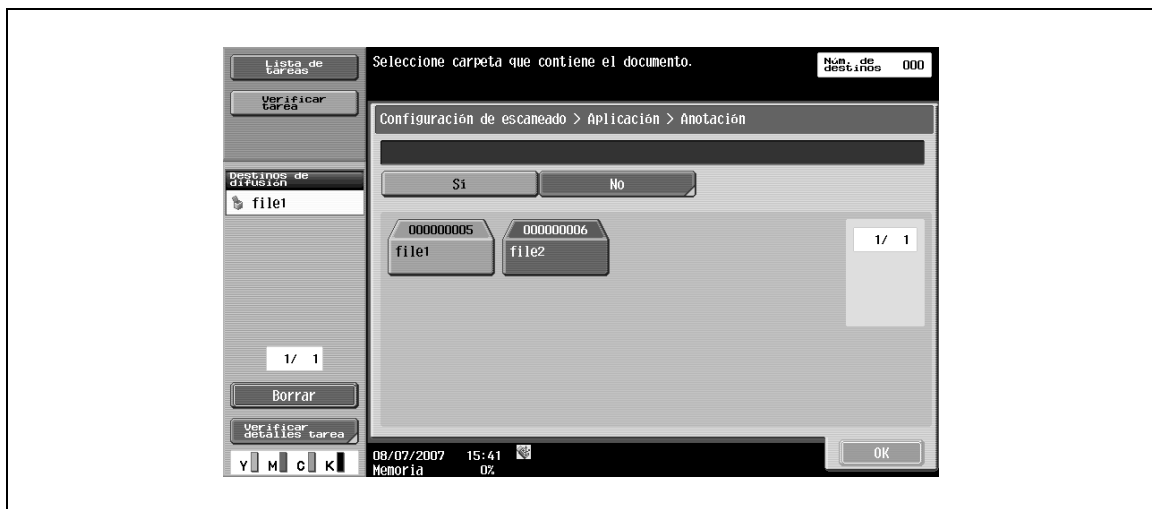 Lista de
tareas
Verificar
tarea
Seleccione carpeta que contiene el documento.
Núm. de
destinos
000
Configuración de escaneado > Aplicación > Anotación
Sí
No
Destinos de
difusión
file1
000000005
file1
000000006
file2
1/ 1
1/ 1
Borrar
Verificar
detalles tarea
Y M C K
08/07/2007 15:41
Memoria 0%
OK